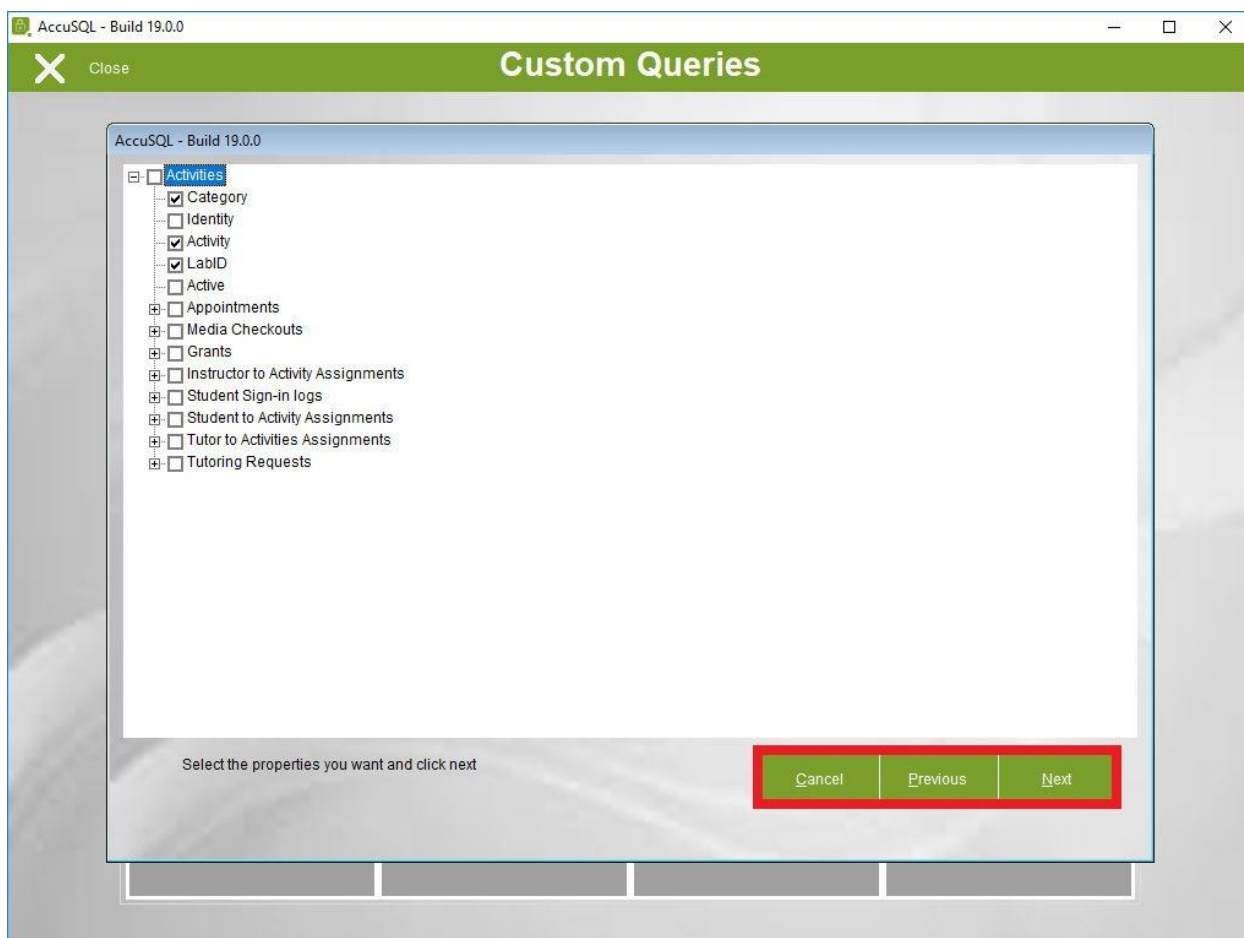 AccuSQL - Build 19.0.0
Close
Custom Queries
AccuSQL - Build 19.0.0
Activities
Category
Identity
Activity
LabID
Active
Appointments
Media Checkouts
Grants
Instructor to Activity Assignments
Student Sign-in logs
Student to Activity Assignments
Tutor to Activities Assignments
Tutoring Requests
Select the properties you want and click next
Cancel Previous Next